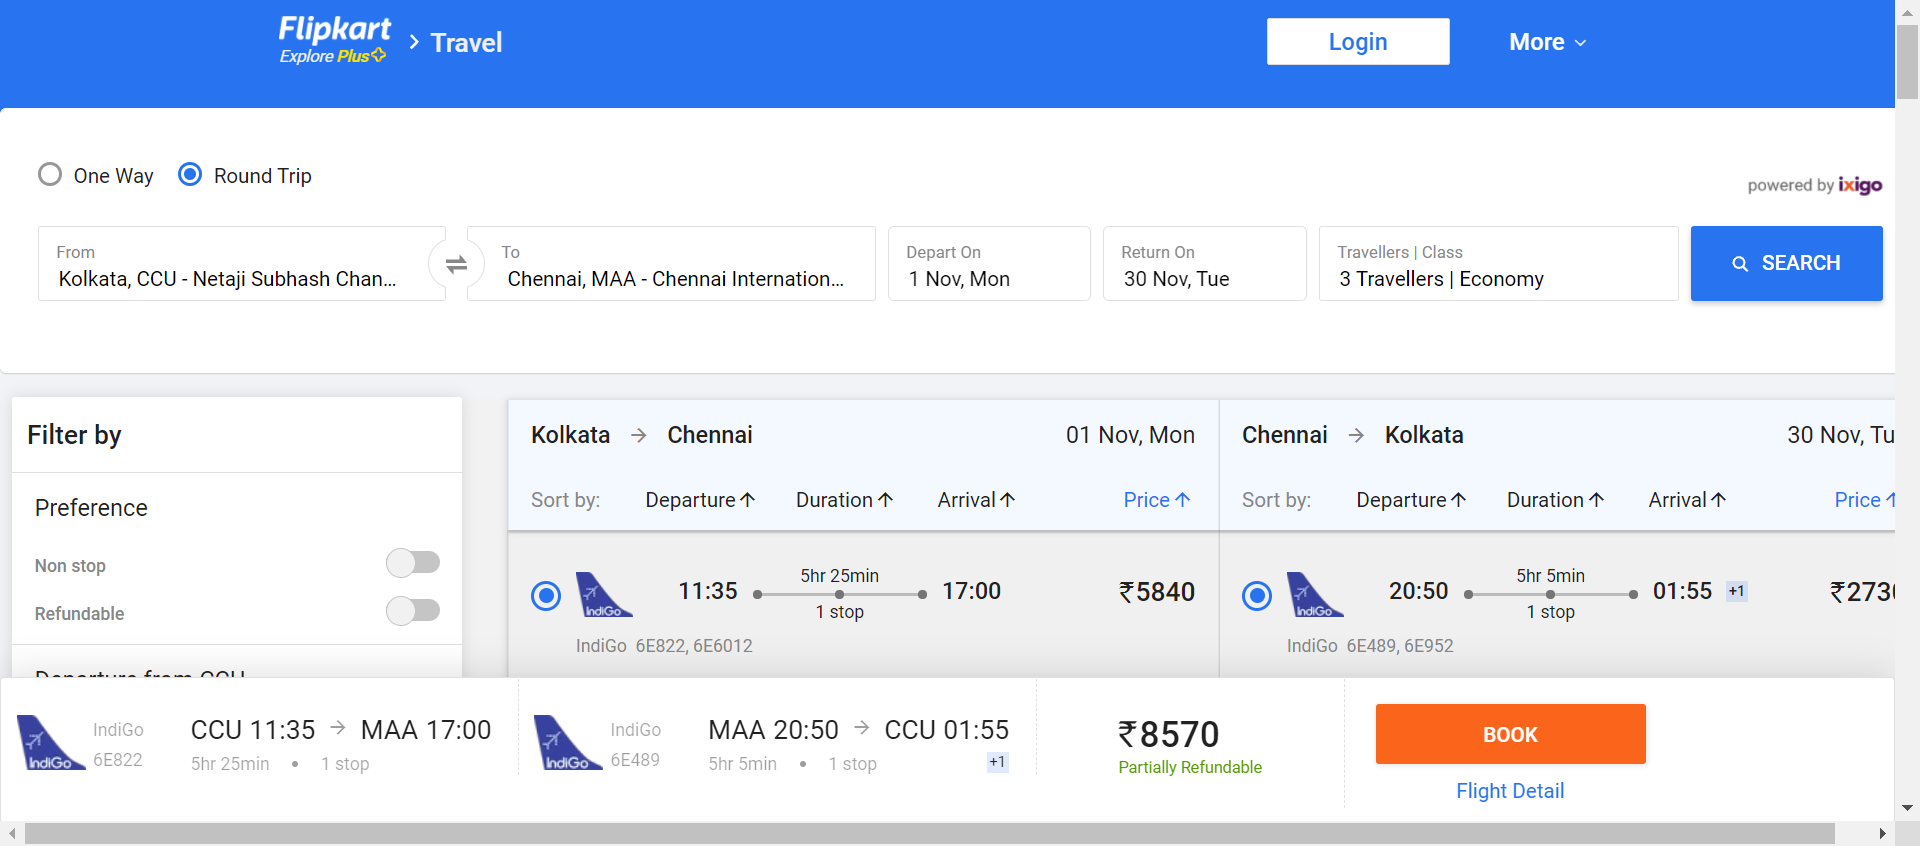 Flipkart
Explore Plus
Travel
Login
More
One Way
Round Trip
powered by ixigo
From
Kolkata, CCU - Netaji Subhash Chan...
To
Chennai, MAA - Chennai Internation...
Depart On
1 Nov, Mon
Return On
30 Nov, Tue
Travellers | Class
3 Travellers | Economy
SEARCH
Filter by
Preference
Non stop
Refundable
Departure from CCU
Kolkata → Chennai
01 Nov, Mon
Sort by: Departure↑ Duration↑ Arrival↑ Price↑
11:35
5hr 25min
1 stop
17:00
₹5840
IndiGo
IndiGo 6E822, 6E6012
Chennai → Kolkata
30 Nov, Tu
Sort by: Departure↑ Duration↑ Arrival↑ Price↑
20:50
5hr 5min
1 stop
01:55 +1
₹2730
IndiGo
IndiGo 6E489, 6E952
IndiGo
IndiGo
6E822
CCU 11:35 → MAA 17:00
5hr 25min • 1 stop
IndiGo
IndiGo
6E489
MAA 20:50 → CCU 01:55
5hr 5min • 1 stop
+1
₹8570
Partially Refundable
BOOK
Flight Detail